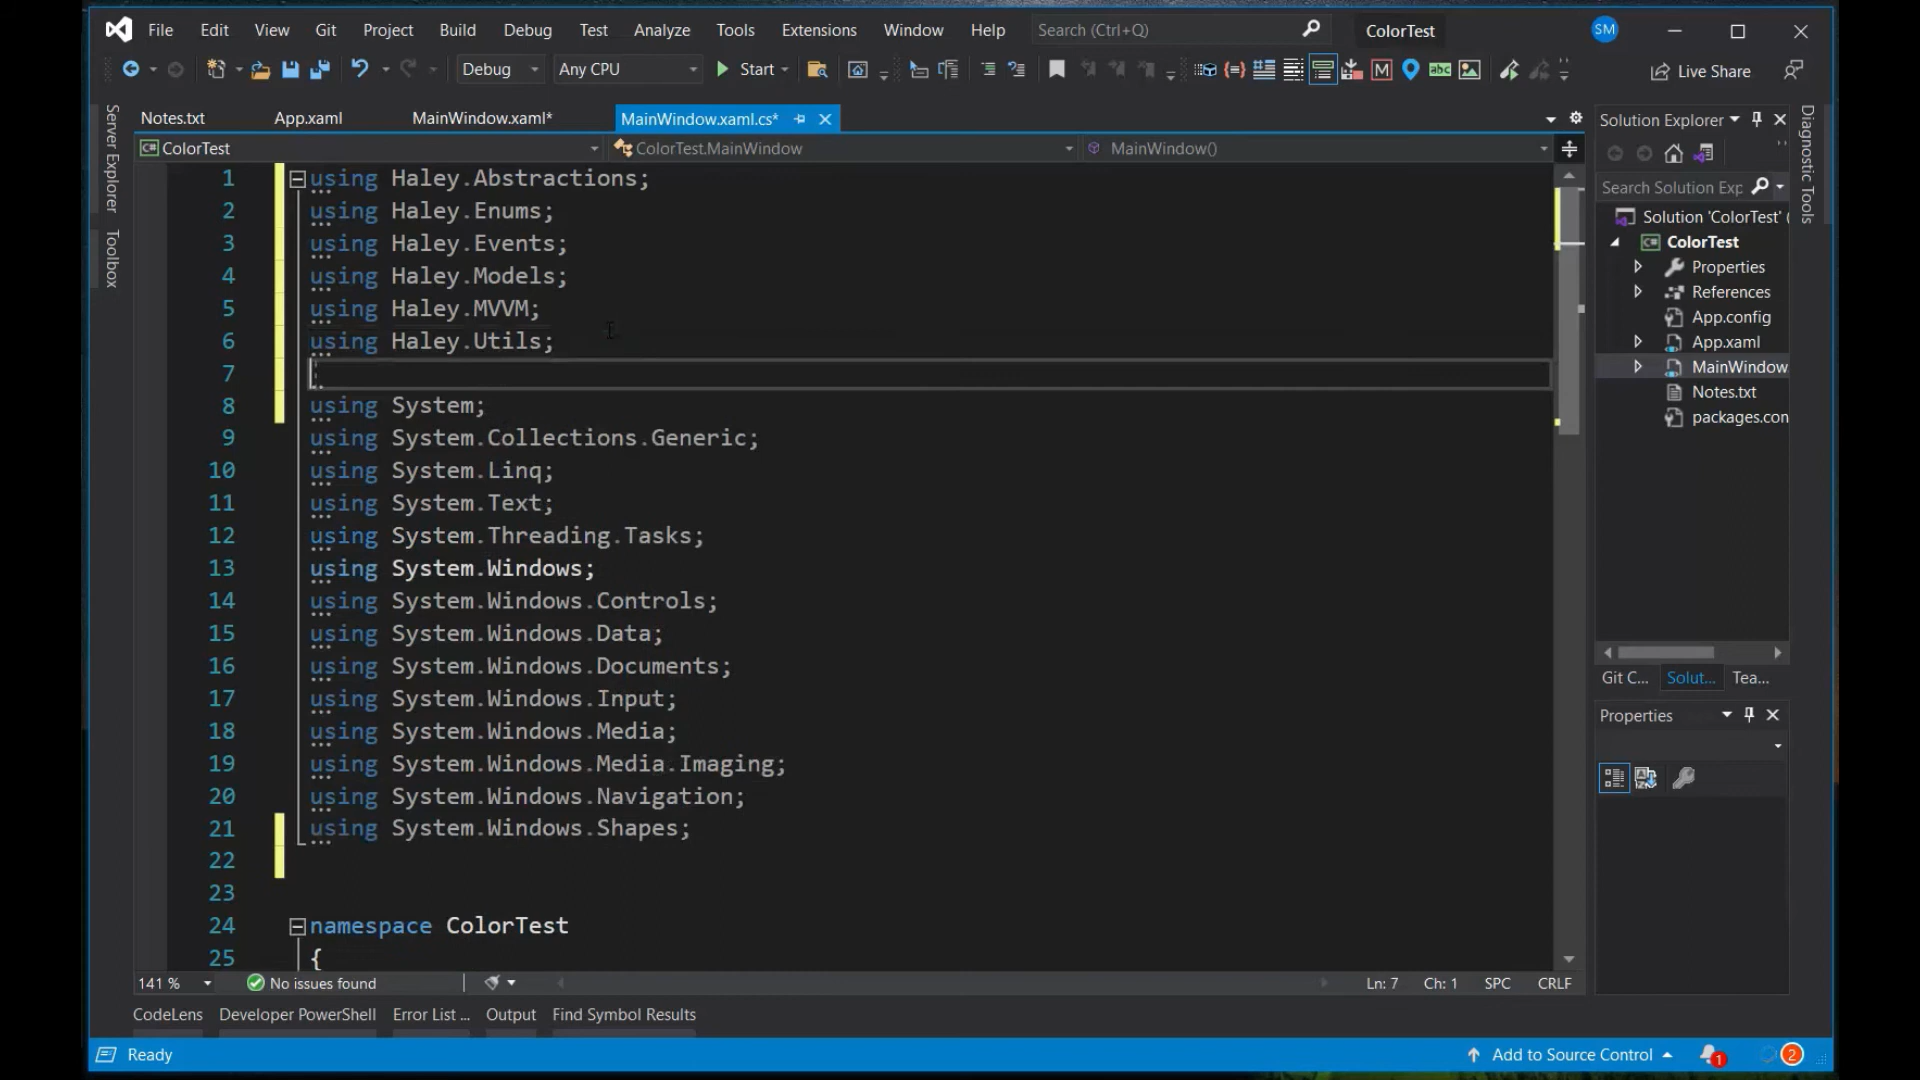 File Edit View Git Project Build Debug Test Analyze Tools Extensions Window Help Search (Ctrl+Q) ColorTest SM
Debug Any CPU Start Live Share
Notes.txt App.xaml MainWindow.xaml* MainWindow.xaml.cs*
ColorTest ColorTest.MainWindow MainWindow()
Server Explorer
Toolbox
1 using Haley.Abstractions;
2 using Haley.Enums;
3 using Haley.Events;
4 using Haley.Models;
5 using Haley.MVVM;
6 using Haley.Utils;
7
8 using System;
9 using System.Collections.Generic;
10 using System.Linq;
11 using System.Text;
12 using System.Threading.Tasks;
13 using System.Windows;
14 using System.Windows.Controls;
15 using System.Windows.Data;
16 using System.Windows.Documents;
17 using System.Windows.Input;
18 using System.Windows.Media;
19 using System.Windows.Media.Imaging;
20 using System.Windows.Navigation;
21 using System.Windows.Shapes;
22
23
24 namespace ColorTest
25 {
141 % No issues found Ln: 7 Ch: 1 SPC CRLF
CodeLens Developer PowerShell Error List ... Output Find Symbol Results
Ready Add to Source Control 1 2
Solution Explorer
Search Solution Exp
Solution 'ColorTest' (
ColorTest
Properties
References
App.config
App.xaml
MainWindow
Notes.txt
packages.con
Git C... Solut... Tea...
Properties
Diagnostic Tools